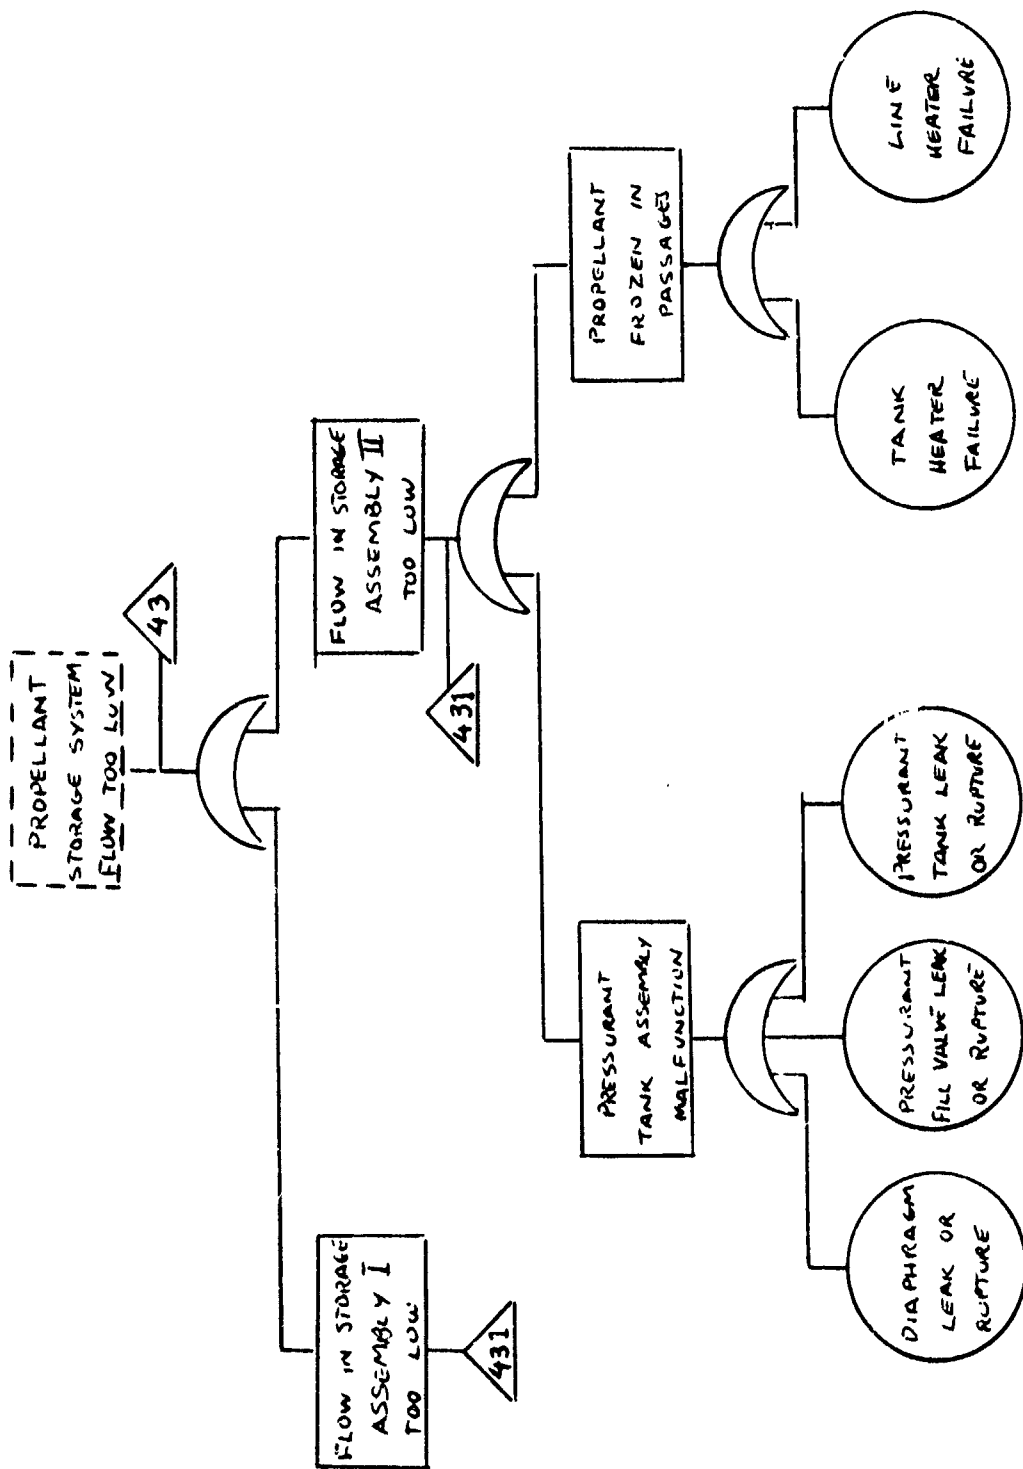 PROPELLANT
STORAGE SYSTEM
FLOW TOO LOW
43
FLOW IN STORAGE
ASSEMBLY I
TOO LOW
431
FLOW IN STORAGE
ASSEMBLY II
TOO LOW
431
PRESSURANT
TANK ASSEMBLY
MALFUNCTION
PROPELLANT
FROZEN IN
PASSAGES
DIAPHRAGM
LEAK OR
RUPTURE
PRESSURANT
FILL VALVE LEAK
OR RUPTURE
PRESSURANT
TANK LEAK
OR RUPTURE
TANK
HEATER
FAILURE
LINE
HEATER
FAILURE